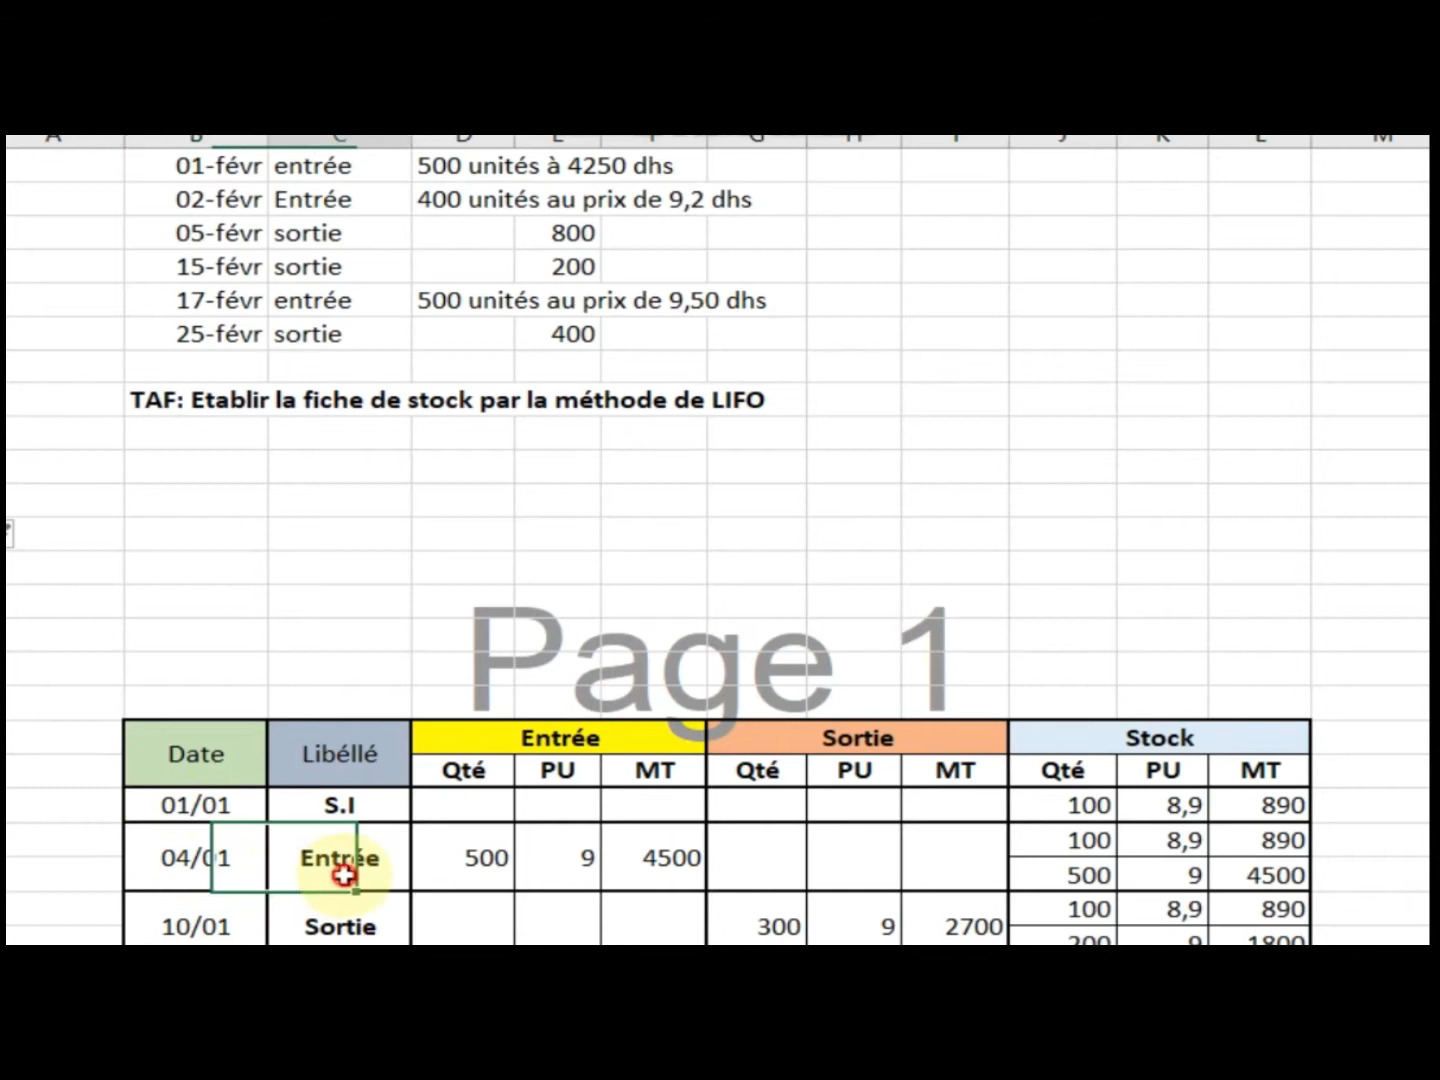 A B C D E F G H I J K L M
01-févr entrée 500 unités à 4250 dhs
02-févr Entrée 400 unités au prix de 9,2 dhs
05-févr sortie 800
15-févr sortie 200
17-févr entrée 500 unités au prix de 9,50 dhs
25-févr sortie 400
TAF: Etablir la fiche de stock par la méthode de LIFO
Page 1
Date Libéllé Entrée Sortie Stock
Qté PU MT Qté PU MT Qté PU MT
01/01 S.I 100 8,9 890
100 8,9 890
04/01 Entrée 500 9 4500
500 9 4500
100 8,9 890
10/01 Sortie 300 9 2700
200 9 1800